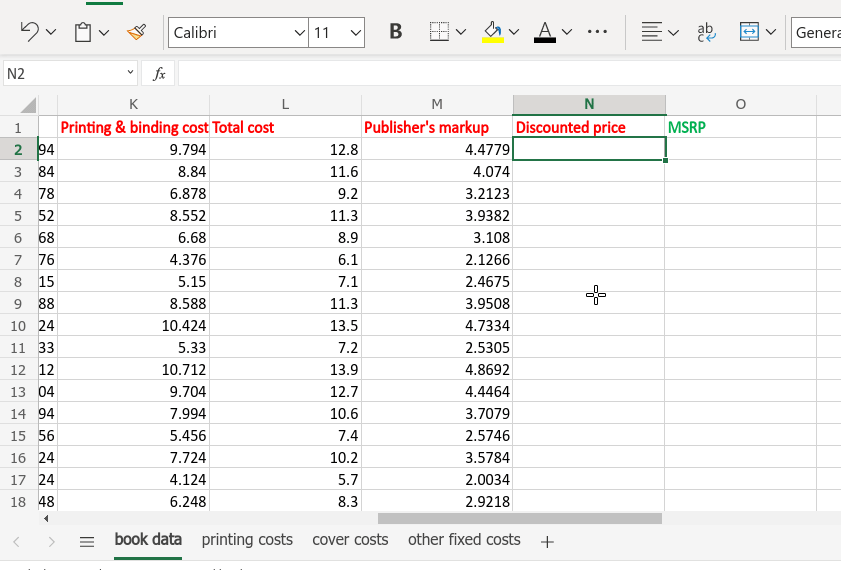 Calibri 11 B A ab c Genera
N2 fx
K L M N O
1 Printing & binding cost Total cost Publisher's markup Discounted price MSRP
2 94 9.794 12.8 4.4779
3 84 8.84 11.6 4.074
4 78 6.878 9.2 3.2123
5 52 8.552 11.3 3.9382
6 68 6.68 8.9 3.108
7 76 4.376 6.1 2.1266
8 15 5.15 7.1 2.4675
9 88 8.588 11.3 3.9508
10 24 10.424 13.5 4.7334
11 33 5.33 7.2 2.5305
12 12 10.712 13.9 4.8692
13 04 9.704 12.7 4.4464
14 94 7.994 10.6 3.7079
15 56 5.456 7.4 2.5746
16 24 7.724 10.2 3.5784
17 24 4.124 5.7 2.0034
18 48 6.248 8.3 2.9218
book data printing costs cover costs other fixed costs